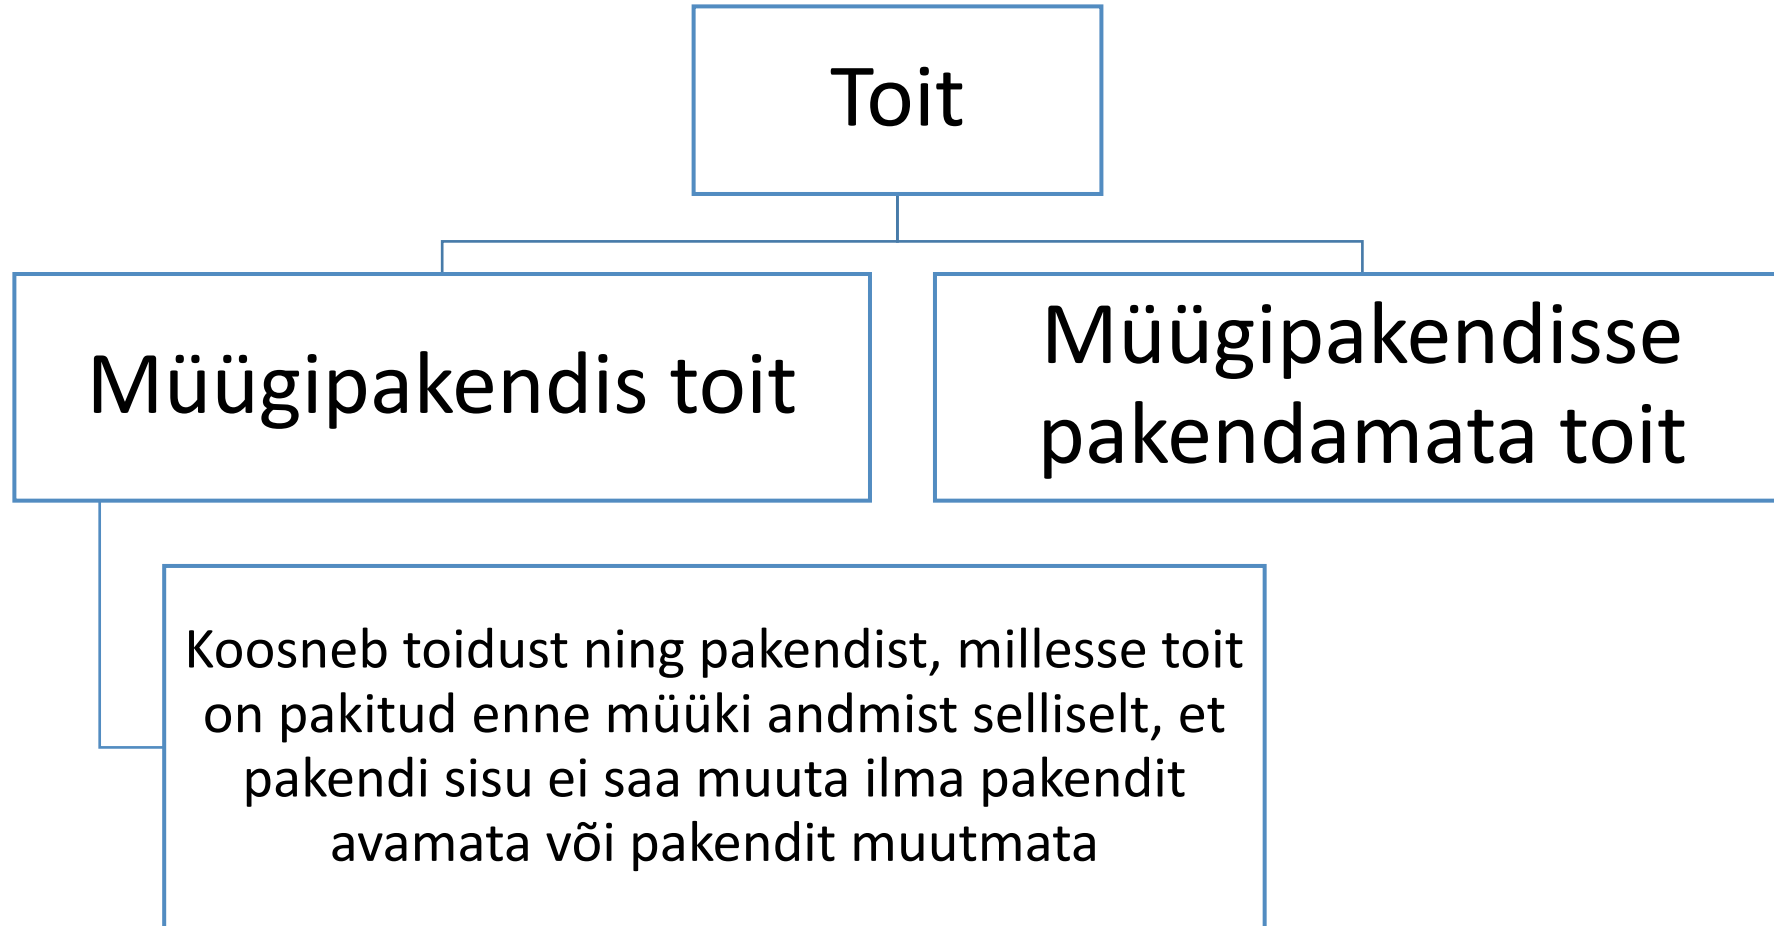 Toit
Müügipakendis toit
Müügipakendisse
pakendamata toit
Koosneb toidust ning pakendist, millesse toit
on pakitud enne müüki andmist selliselt, et
pakendi sisu ei saa muuta ilma pakendit
avamata või pakendit muutmata